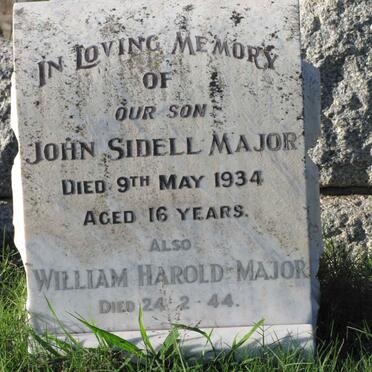 IN LOVING MEMORY
OF
OUR SON
JOHN SIDELL MAJOR
DIED 9TH MAY 1934
AGED 16 YEARS.
ALSO
WILLIAM HAROLD MAJOR
DIED 24-2-44.